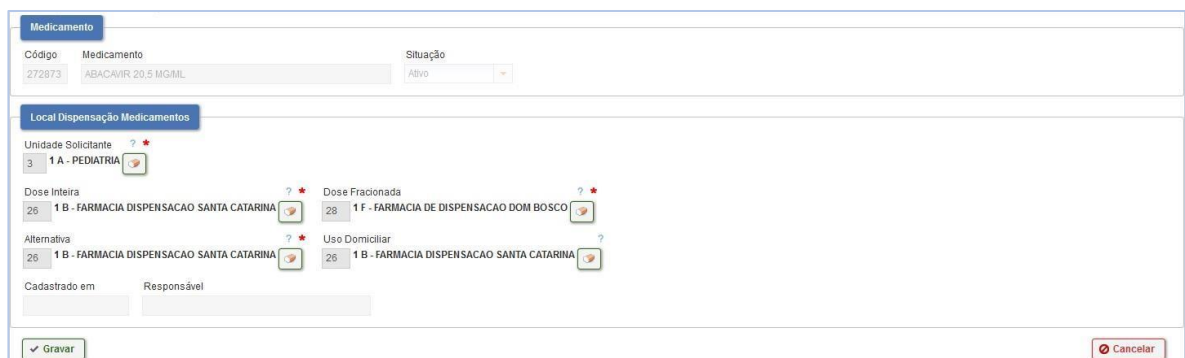 Medicamento
Código Medicamento Situação
272873 ABACAVIR 20,5 MG/ML Ativo
Local Dispensação Medicamentos
Unidade Solicitante ? *
3 1 A - PEDIATRIA
Dose Inteira ? * Dose Fracionada ? *
26 1 B - FARMACIA DISPENSACAO SANTA CATARINA 28 1 F - FARMACIA DE DISPENSACAO DOM BOSCO
Alternativa ? * Uso Domiciliar ?
26 1 B - FARMACIA DISPENSACAO SANTA CATARINA 26 1 B - FARMACIA DISPENSACAO SANTA CATARINA
Cadastrado em Responsável
Gravar Cancelar